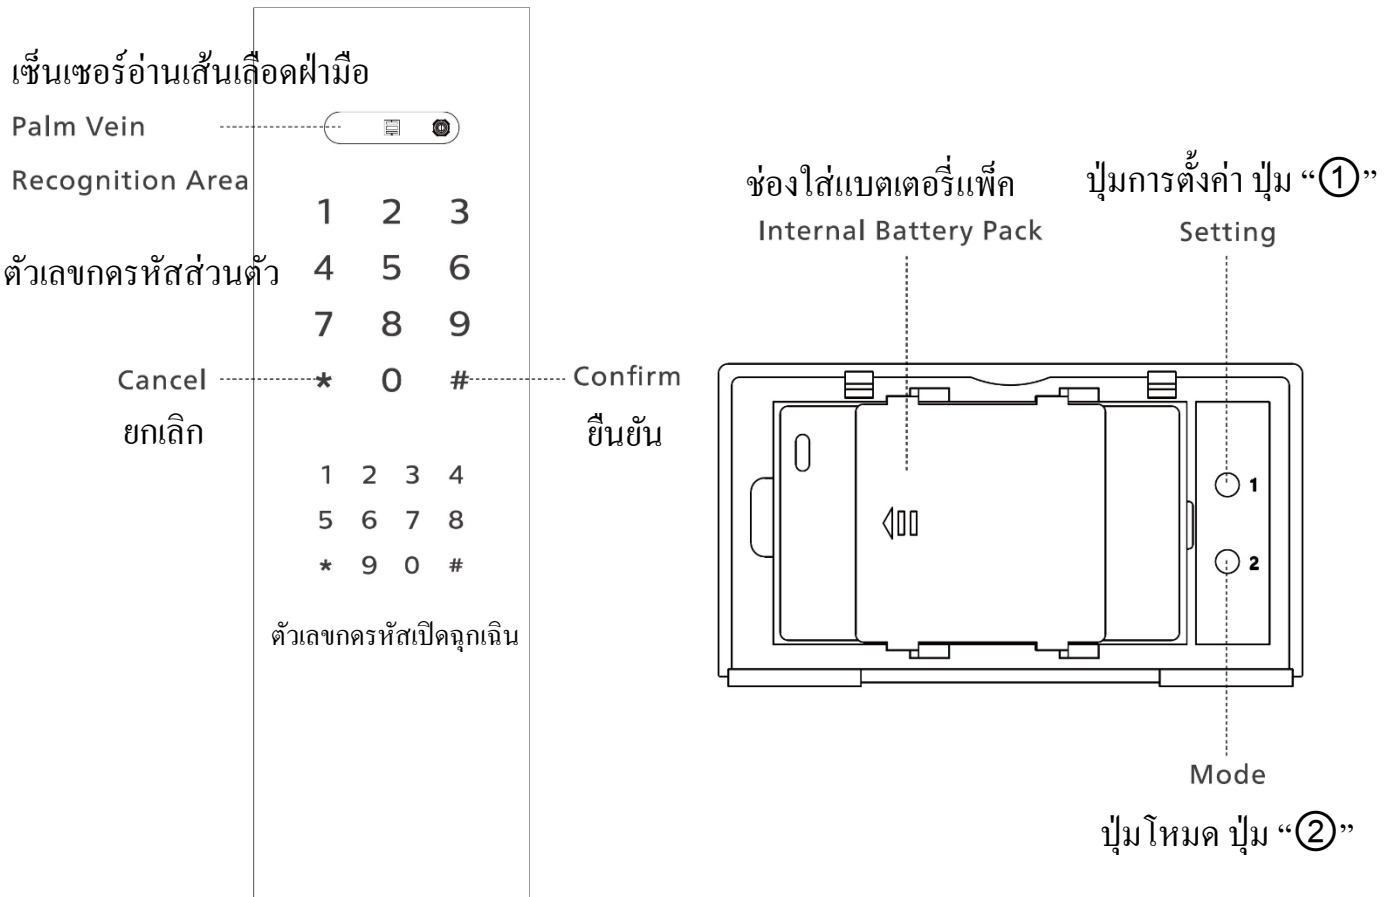 เซ็นเซอร์อ่านเส้นเลือดฝ่ามือ
Palm Vein
Recognition Area
1 2 3
ตัวเลขกดรหัสส่วนตัว
4 5 6
7 8 9
Cancel * 0 # Confirm
ยกเลิก ยืนยัน
1 2 3 4
5 6 7 8
* 9 0 #
ตัวเลขกดรหัสเปิดฉุกเฉิน
ช่องใส่แบตเตอรี่แพ็ค
Internal Battery Pack
ปุ่มการตั้งค่า ปุ่ม “①”
Setting
1
2
Mode
ปุ่มโหมด ปุ่ม “②”